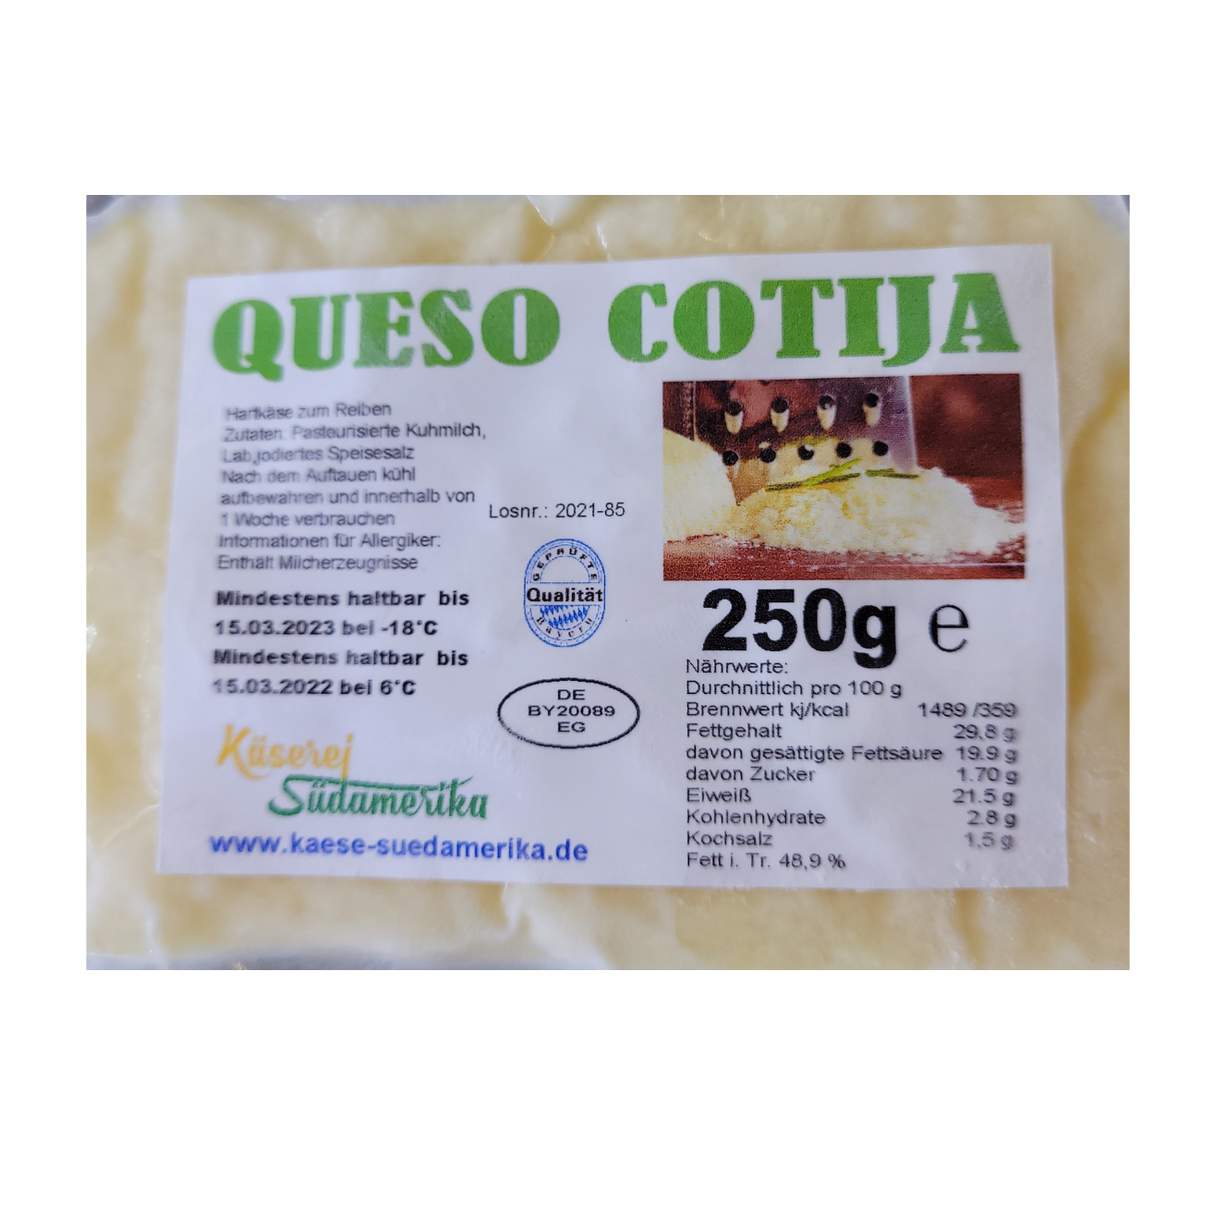 QUESO COTIJA
Hartkäse zum Reiben
Zutaten: Pasteurisierte Kuhmilch,
Lab,jodiertes Speisesalz
Nach dem Auftauen kühl
aufbewahren und innerhalb von
1 Woche verbrauchen
Informationen für Allergiker:
Enthält Milcherzeugnisse
Mindestens haltbar bis
15.03.2023 bei -18°C
Mindestens haltbar bis
15.03.2022 bei 6°C
Käserei
Südamerika
www.kaese-suedamerika.de
Losnr.: 2021-85
GEPRÜFTE
Qualität
Bayern
DE
BY20089
EG
250g e
Nährwerte:
Durchnittlich pro 100 g
Brennwert kj/kcal 1489 /359
Fettgehalt 29.8 g
davon gesättigte Fettsäure 19.9 g
davon Zucker 1.70 g
Eiweiß 21.5 g
Kohlenhydrate 2.8 g
Kochsalz 1,5 g
Fett i. Tr. 48,9 %